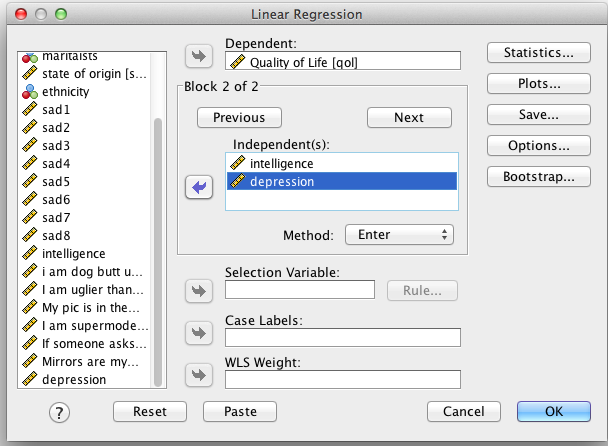 Linear Regression
maritalsts
state of origin [s...
ethnicity
sad1
sad2
sad3
sad4
sad5
sad6
sad7
sad8
intelligence
i am dog butt u...
I am uglier than...
My pic is in the...
I am supermode...
If someone asks...
Mirrors are my...
depression
Dependent:
Quality of Life [qol]
Block 2 of 2
Previous
Next
Independent(s):
intelligence
depression
Method:
Enter
Selection Variable:
Rule...
Case Labels:
WLS Weight:
Statistics...
Plots...
Save...
Options...
Bootstrap...
?
Reset
Paste
Cancel
OK